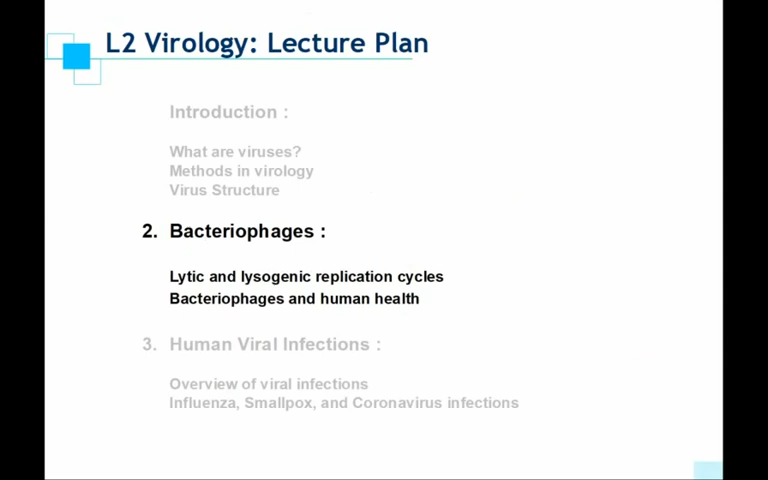 L2 Virology: Lecture Plan
Introduction :
What are viruses?
Methods in virology
Virus Structure
2. Bacteriophages :
Lytic and lysogenic replication cycles
Bacteriophages and human health
3. Human Viral Infections :
Overview of viral infections
Influenza, Smallpox, and Coronavirus infections